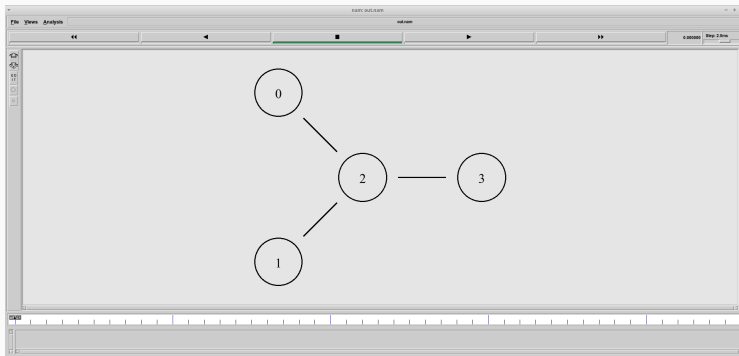 nam: out.nam
File Views Analysis
out.nam
0.000000 Step: 2.0ms
0
2
3
1